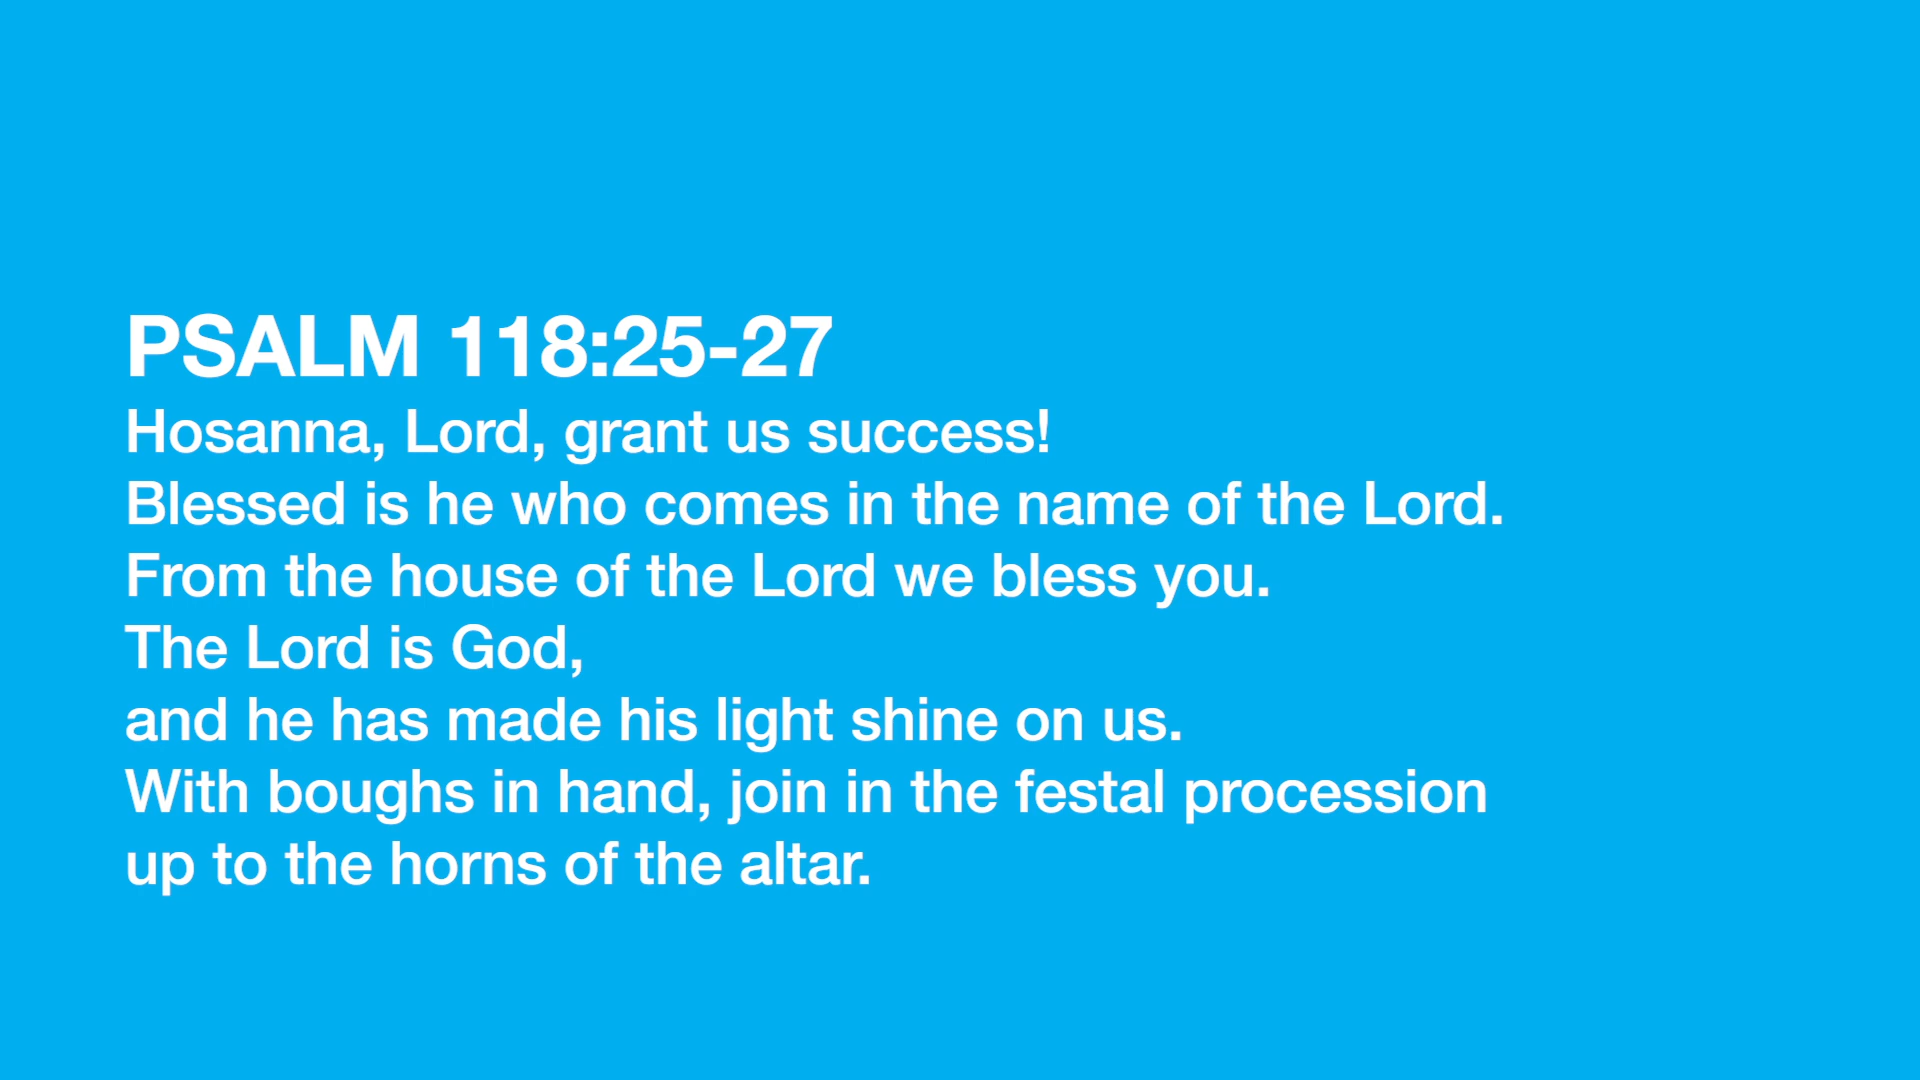 PSALM 118:25-27
Hosanna, Lord, grant us success!
Blessed is he who comes in the name of the Lord.
From the house of the Lord we bless you.
The Lord is God,
and he has made his light shine on us.
With boughs in hand, join in the festal procession
up to the horns of the altar.